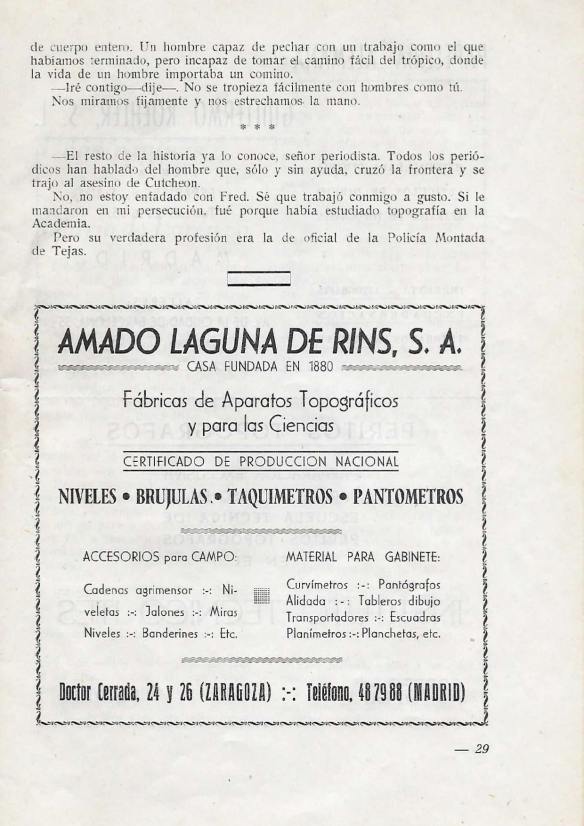 de cuerpo entero. Un hombre capaz de pechar con un trabajo como el que
habíamos terminado, pero incapaz de tomar el camino fácil del trópico, donde
la vida de un hombre importaba un comino.
—Iré contigo—dije—. No se tropieza fácilmente con hombres como tú.
Nos miramos fijamente y nos estrechamos la mano.
* * *
—El resto de la historia ya lo conoce, señor periodista. Todos los perió-
dicos han hablado del hombre que, sólo y sin ayuda, cruzó la frontera y se
trajo al asesino de Cutcheon.
No, no estoy enfadado con Fred. Sé que trabajó conmigo a gusto. Si le
mandaron en mi persecución, fué porque había estudiado topografía en la
Academia.
Pero su verdadera profesión era la de oficial de la Policía Montada
de Tejas.
AMADO LAGUNA DE RINS, S. A.
CASA FUNDADA EN 1880
Fábricas de Aparatos Topográficos
y para las Ciencias
CERTIFICADO DE PRODUCCION NACIONAL
NIVELES • BRUJULAS • TAQUIMETROS • PANTOMETROS
ACCESORIOS para CAMPO:
Cadenas agrimensor :-: Ni-
veletas :-: Jalones :-: Miras
Niveles :-: Banderines :-: Etc.
MATERIAL PARA GABINETE:
Curvímetros :-: Pantógrafos
Alidada :-: Tableros dibujo
Transportadores :-: Escuadras
Planímetros :-: Planchetas, etc.
Doctor Cerrada, 24 y 26 (ZARAGOZA) :-: Teléfono, 487988 (MADRID)
— 29